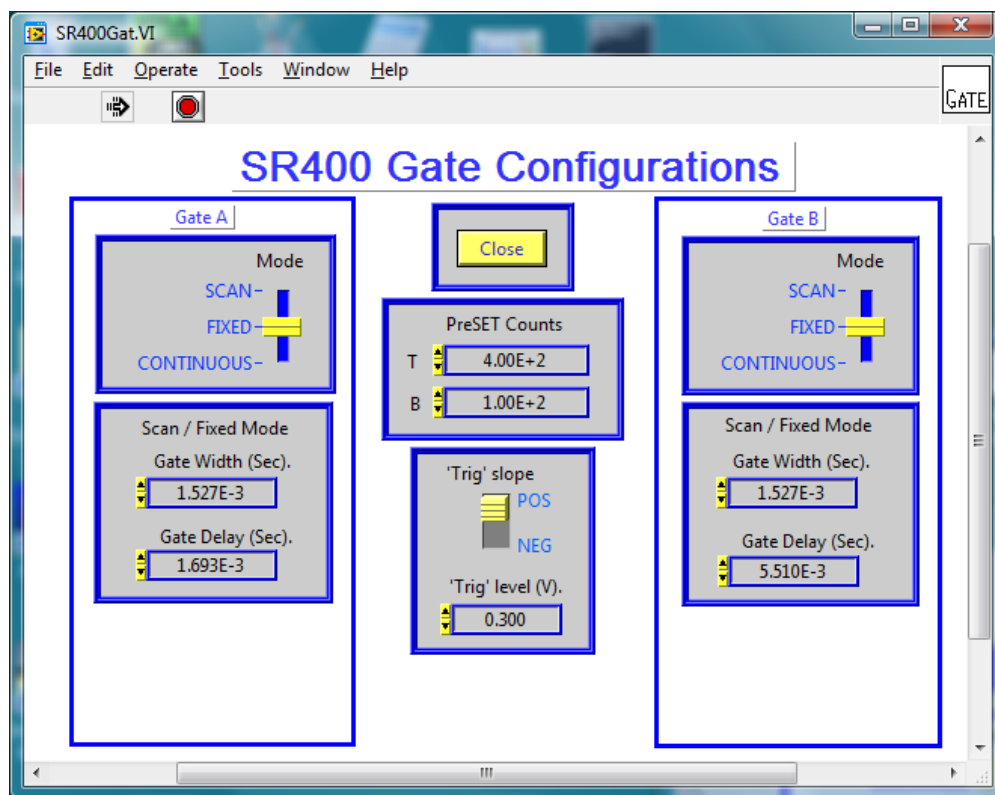 SR400Gat.VI
File Edit Operate Tools Window Help
GATE
SR400 Gate Configurations
Gate A
Mode
SCAN
FIXED
CONTINUOUS
Scan / Fixed Mode
Gate Width (Sec).
1.527E-3
Gate Delay (Sec).
1.693E-3
Close
PreSET Counts
T 4.00E+2
B 1.00E+2
'Trig' slope
POS
NEG
'Trig' level (V).
0.300
Gate B
Mode
SCAN
FIXED
CONTINUOUS
Scan / Fixed Mode
Gate Width (Sec).
1.527E-3
Gate Delay (Sec).
5.510E-3